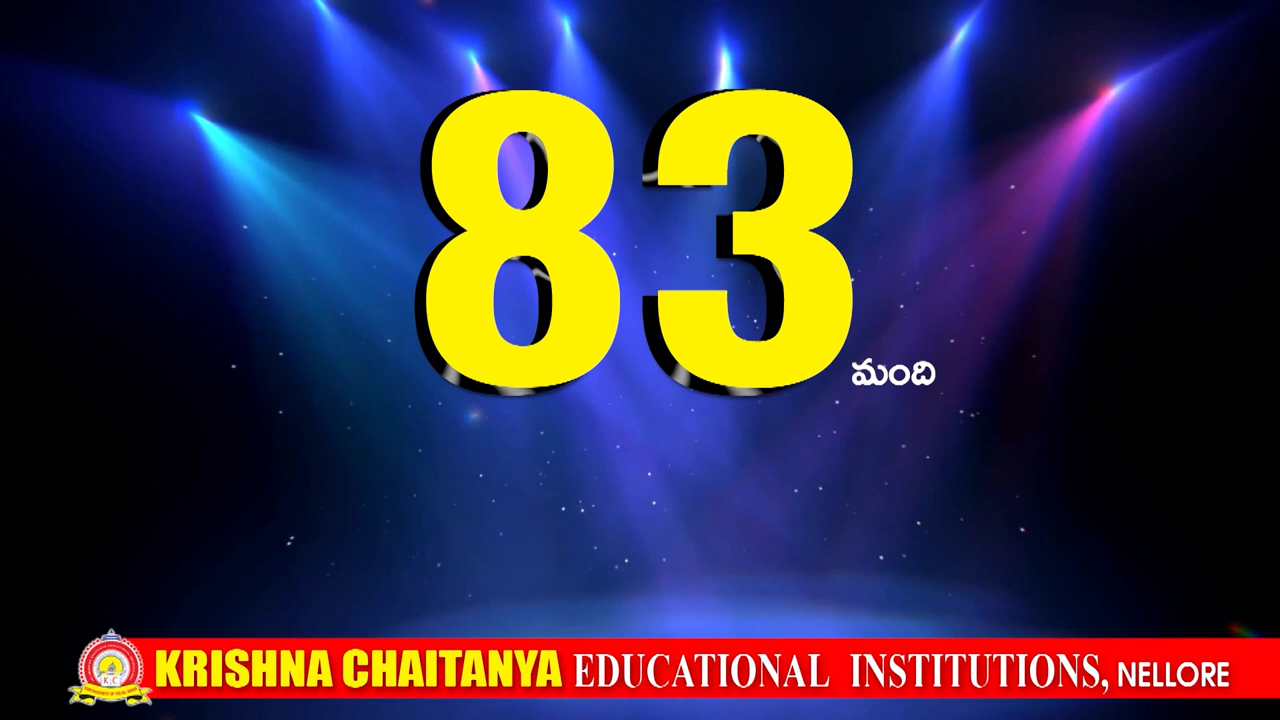 83
మంది
KRISHNA CHAITANYA EDUCATIONAL INSTITUTIONS, NELLORE
K C